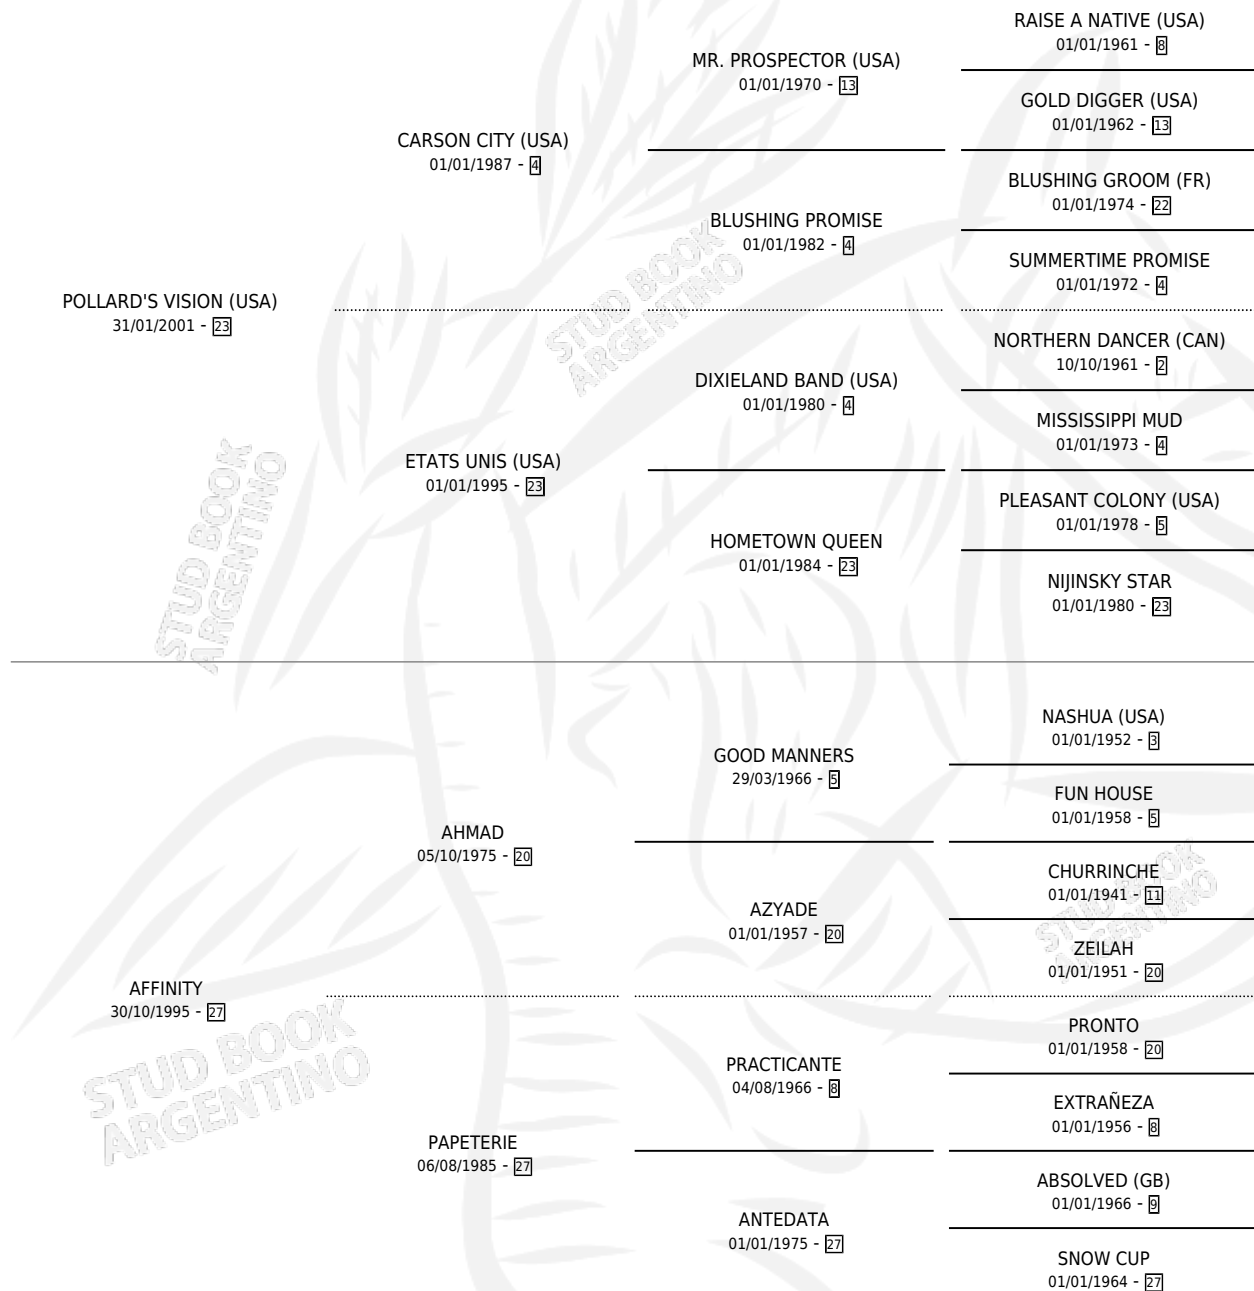 RAISE A NATIVE (USA)
01/01/1961 - 8
MR. PROSPECTOR (USA)
01/01/1970 - 13
GOLD DIGGER (USA)
01/01/1962 - 13
CARSON CITY (USA)
01/01/1987 - 4
BLUSHING GROOM (FR)
01/01/1974 - 22
BLUSHING PROMISE
01/01/1982 - 4
SUMMERTIME PROMISE
01/01/1972 - 4
POLLARD'S VISION (USA)
31/01/2001 - 23
STUD BOOK
ARGENTINO
NORTHERN DANCER (CAN)
10/10/1961 - 2
DIXIELAND BAND (USA)
01/01/1980 - 4
MISSISSIPPI MUD
01/01/1973 - 4
ETATS UNIS (USA)
01/01/1995 - 23
PLEASANT COLONY (USA)
01/01/1978 - 5
HOMETOWN QUEEN
01/01/1984 - 23
NIJINSKY STAR
01/01/1980 - 23
STUD BOOK
ARGENTINO
NASHUA (USA)
01/01/1952 - 3
GOOD MANNERS
29/03/1966 - 5
FUN HOUSE
01/01/1958 - 5
AHMAD
05/10/1975 - 20
CHURRINCHE
01/01/1941 - 11
AZYADE
01/01/1957 - 20
ZEILAH
01/01/1951 - 20
STUD BOOK
ARGENTINO
AFFINITY
30/10/1995 - 27
PRONTO
01/01/1958 - 20
PRACTICANTE
04/08/1966 - 8
EXTRAÑEZA
01/01/1956 - 8
STUD BOOK
ARGENTINO
PAPETERIE
06/08/1985 - 27
ABSOLVED (GB)
01/01/1966 - 9
ANTEDATA
01/01/1975 - 27
SNOW CUP
01/01/1964 - 27